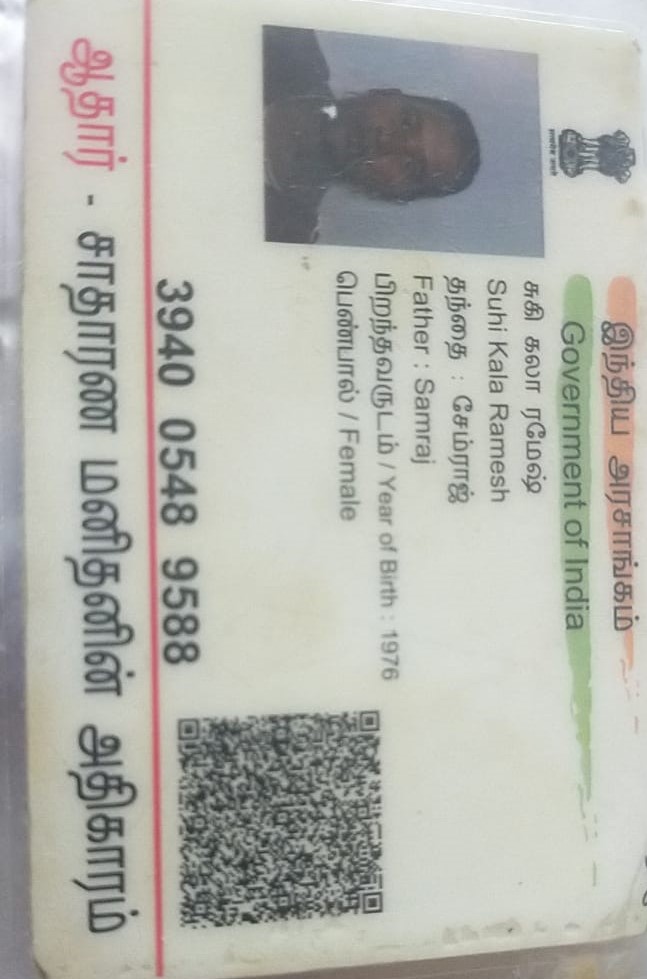 இந்திய அரசாங்கம்
Government of India
சுகி கலா ரமேஷ்
Suhi Kala Ramesh
தந்தை : சேம்ராஜ்
Father : Samraj
பிறந்தவருடம் / Year of Birth : 1976
பெண்பால் / Female
3940 0548 9588
ஆதார் - சாதாரண மனிதனின் அதிகாரம்